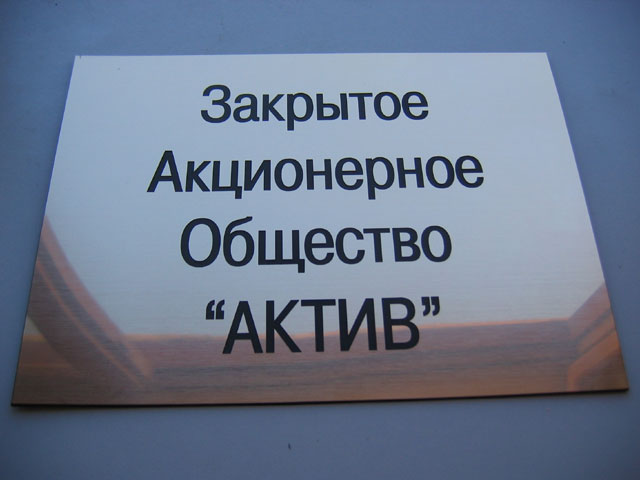 Закрытое
Акционерное
Общество
“АКТИВ”